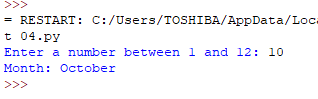 >>>
= RESTART: C:/Users/TOSHIBA/AppData/Loca
t 04.py
Enter a number between 1 and 12: 10
Month: October
>>>